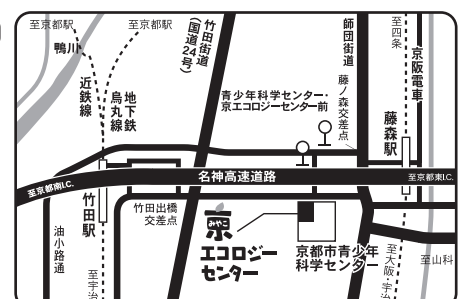 至京都駅
至京都駅
鴨川
竹田街道
(国道24号)
師団街道
至四条
京阪電車
近鉄線
地下鉄
烏丸線
青少年科学センター・
京エコロジーセンター前
藤ノ森交差点
藤森駅
名神高速道路
至京都東I.C.
至京都南I.C.
竹田駅
竹田出橋
交差点
油小路通
至宇治
京
みやこ
エコロジー
センター
京都市青少年
科学センター
至大阪・宇治
至山科